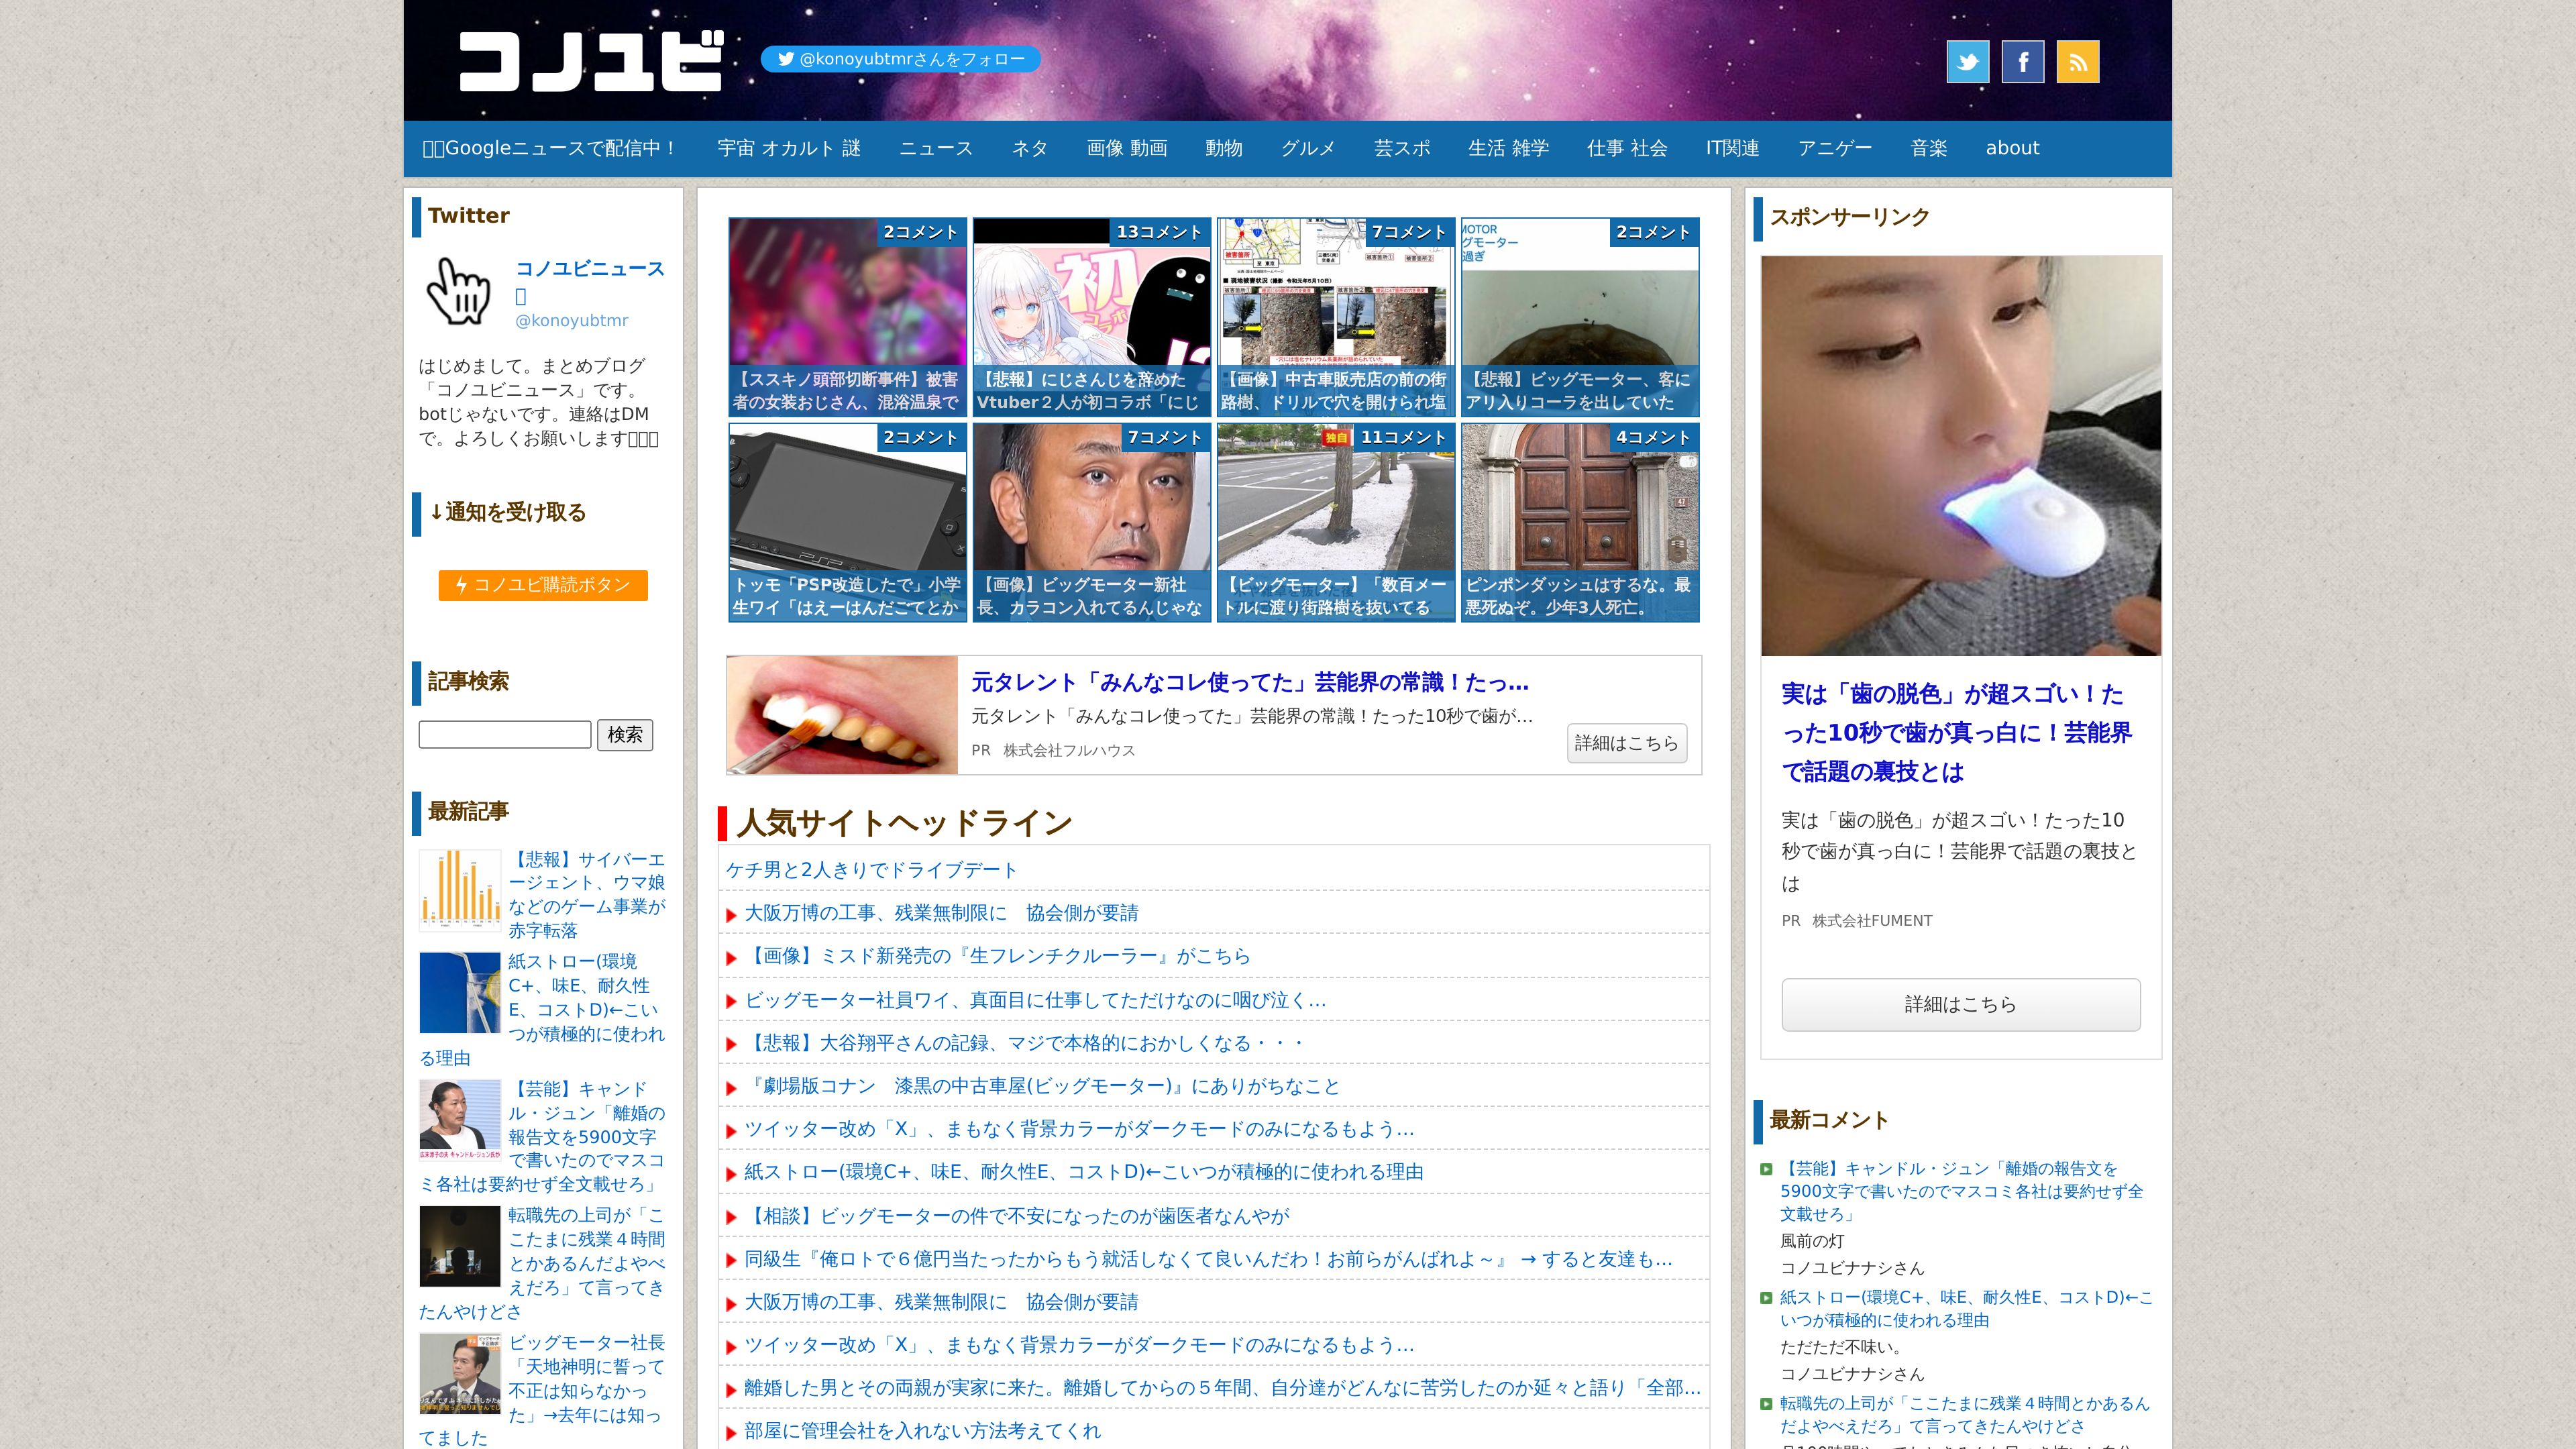 コノユビ
@konoyubtmrさんをフォロー
Googleニュースで配信中！ 宇宙 オカルト 謎 ニュース ネタ 画像 動画 動物 グルメ 芸スポ 生活 雑学 仕事 社会 IT関連 アニゲー 音楽 about
Twitter
コノユビニュース
@konoyubtmr
はじめまして。まとめブログ
「コノユビニュース」です。
botじゃないです。連絡はDM
で。よろしくお願いします
↓通知を受け取る
コノユビ購読ボタン
記事検索
検索
最新記事
【悲報】サイバーエ
ージェント、ウマ娘
などのゲーム事業が
赤字転落
紙ストロー(環境
C+、味E、耐久性
E、コストD)←こい
つが積極的に使われ
る理由
【芸能】キャンド
ル・ジュン「離婚の
報告文を5900文字
で書いたのでマスコ
ミ各社は要約せず全文載せろ」
転職先の上司が「こ
こたまに残業４時間
とかあるんだよやべ
えだろ」て言ってき
たんやけどさ
ビッグモーター社長
「天地神明に誓って
不正は知らなかっ
た」→去年には知っ
てました
2コメント
【ススキノ頭部切断事件】被害
者の女装おじさん、混浴温泉で
13コメント
初
コラボ
【悲報】にじさんじを辞めた
Vtuber２人が初コラボ「にじ
7コメント
【画像】中古車販売店の前の街
路樹、ドリルで穴を開けられ塩
2コメント
MOTOR
グモーター
過ぎ
【悲報】ビッグモーター、客に
アリ入りコーラを出していた
2コメント
トッモ「PSP改造したで」小学
生ワイ「はえーはんだごてとか
7コメント
【画像】ビッグモーター新社
長、カラコン入れてるんじゃな
独自
11コメント
【ビッグモーター】「数百メー
トルに渡り街路樹を抜いてる
4コメント
47
ピンポンダッシュはするな。最
悪死ぬぞ。少年3人死亡。
元タレント「みんなコレ使ってた」芸能界の常識！たっ…
元タレント「みんなコレ使ってた」芸能界の常識！たった10秒で歯が…
PR 株式会社フルハウス
詳細はこちら
人気サイトヘッドライン
ケチ男と2人きりでドライブデート
大阪万博の工事、残業無制限に　協会側が要請
【画像】ミスド新発売の『生フレンチクルーラー』がこちら
ビッグモーター社員ワイ、真面目に仕事してただけなのに咽び泣く…
【悲報】大谷翔平さんの記録、マジで本格的におかしくなる・・・
『劇場版コナン　漆黒の中古車屋(ビッグモーター)』にありがちなこと
ツイッター改め「X」、まもなく背景カラーがダークモードのみになるもよう…
紙ストロー(環境C+、味E、耐久性E、コストD)←こいつが積極的に使われる理由
【相談】ビッグモーターの件で不安になったのが歯医者なんやが
同級生『俺ロトで６億円当たったからもう就活しなくて良いんだわ！お前らがんばれよ～』 → すると友達も…
大阪万博の工事、残業無制限に　協会側が要請
ツイッター改め「X」、まもなく背景カラーがダークモードのみになるもよう…
離婚した男とその両親が実家に来た。離婚してからの５年間、自分達がどんなに苦労したのか延々と語り「全部…
部屋に管理会社を入れない方法考えてくれ
スポンサーリンク
実は「歯の脱色」が超スゴい！た
った10秒で歯が真っ白に！芸能界
で話題の裏技とは
実は「歯の脱色」が超スゴい！たった10
秒で歯が真っ白に！芸能界で話題の裏技と
は
PR 株式会社FUMENT
詳細はこちら
最新コメント
【芸能】キャンドル・ジュン「離婚の報告文を
5900文字で書いたのでマスコミ各社は要約せず全
文載せろ」
風前の灯
コノユビナナシさん
紙ストロー(環境C+、味E、耐久性E、コストD)←こ
いつが積極的に使われる理由
ただただ不味い。
コノユビナナシさん
転職先の上司が「ここたまに残業４時間とかあるん
だよやべえだろ」て言ってきたんやけどさ